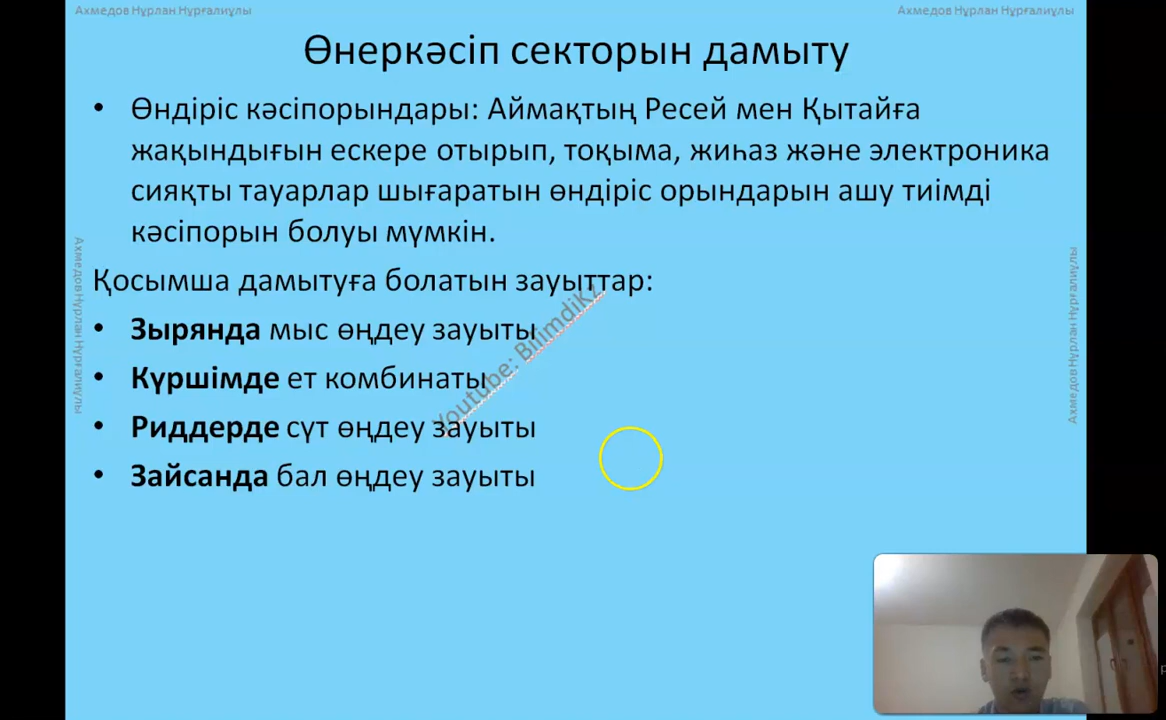 Ахмедов Нұрлан Нұрғалиұлы
Ахмедов Нұрлан Нұрғалиұлы
Өнеркәсіп секторын дамыту
• Өндіріс кәсіпорындары: Аймақтың Ресей мен Қытайға
жақындығын ескере отырып, тоқыма, жиһаз және электроника
сияқты тауарлар шығаратын өндіріс орындарын ашу тиімді
кәсіпорын болуы мүмкін.
Қосымша дамытуға болатын зауыттар:
• Зырянда мыс өңдеу зауыты
• Күршімде ет комбинаты
• Риддерде сүт өңдеу зауыты
• Зайсанда бал өңдеу зауыты
Youtube: BilimdiKz
Ахмедов Нұрлан Нұрғалиұлы
Ахмедов Нұрлан Нұрғалиұлы